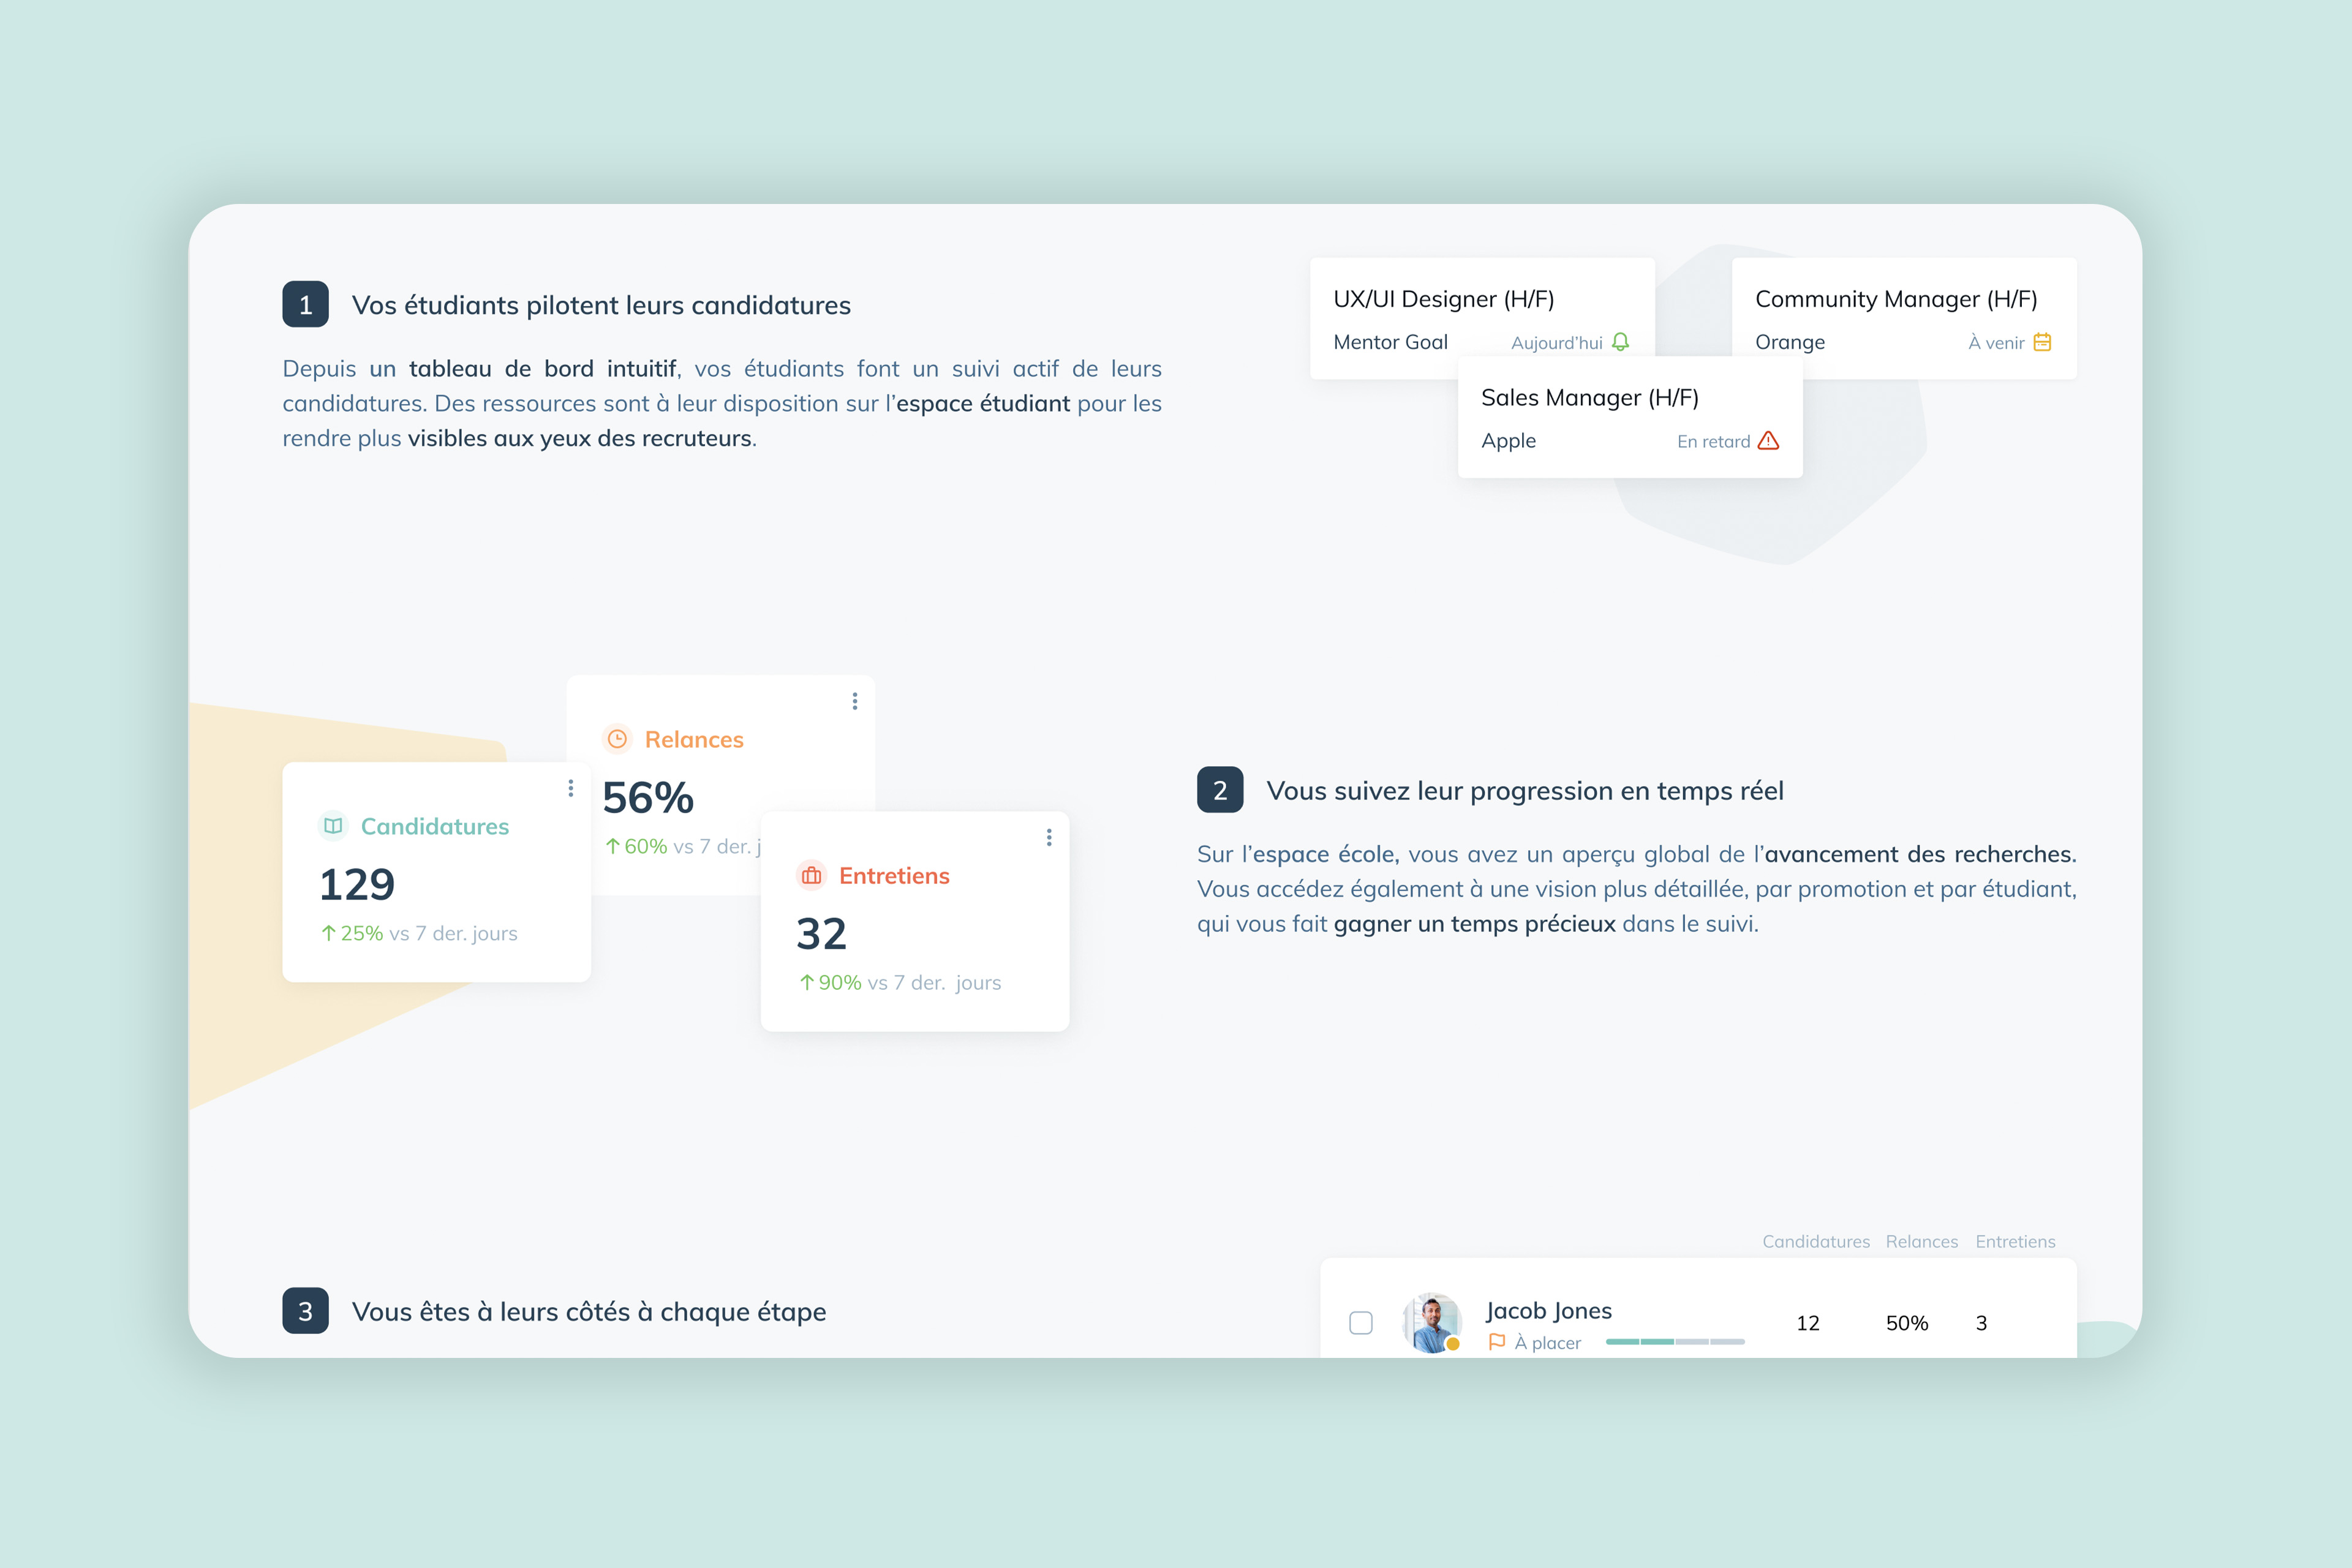 1
Vos étudiants pilotent leurs candidatures
Depuis un tableau de bord intuitif, vos étudiants font un suivi actif de leurs
candidatures. Des ressources sont à leur disposition sur l’espace étudiant pour les
rendre plus visibles aux yeux des recruteurs.
UX/UI Designer (H/F)
Mentor Goal Aujourd’hui
Community Manager (H/F)
Orange À venir
Sales Manager (H/F)
Apple En retard
Relances
56%
60% vs 7 der. j
Candidatures
129
25% vs 7 der. jours
Entretiens
32
90% vs 7 der. jours
2
Vous suivez leur progression en temps réel
Sur l’espace école, vous avez un aperçu global de l’avancement des recherches.
Vous accédez également à une vision plus détaillée, par promotion et par étudiant,
qui vous fait gagner un temps précieux dans le suivi.
3
Vous êtes à leurs côtés à chaque étape
Candidatures Relances Entretiens
Jacob Jones
À placer
12 50% 3